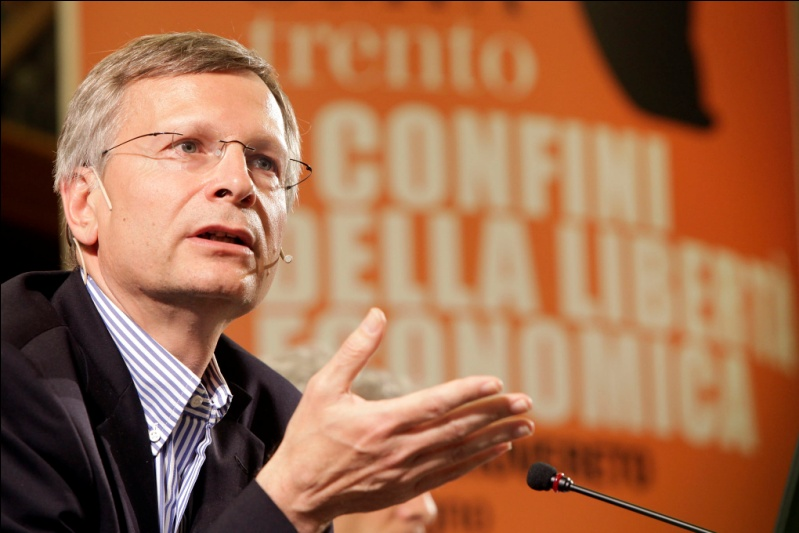 trento
CONFINI
DELLA LIBERTÀ
ECONOMICA